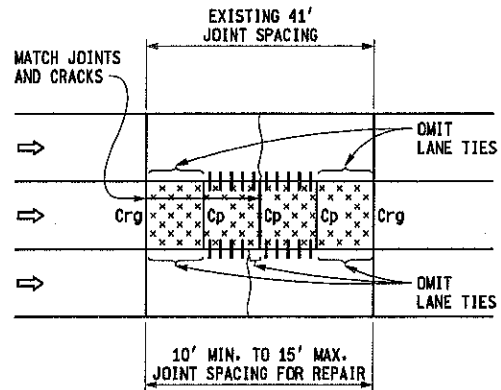 EXISTING 41'
JOINT SPACING
MATCH JOINTS
AND CRACKS
OMIT
LANE TIES
Crg
Cp
Cp
Cp
Crg
OMIT
LANE TIES
10' MIN. TO 15' MAX.
JOINT SPACING FOR REPAIR